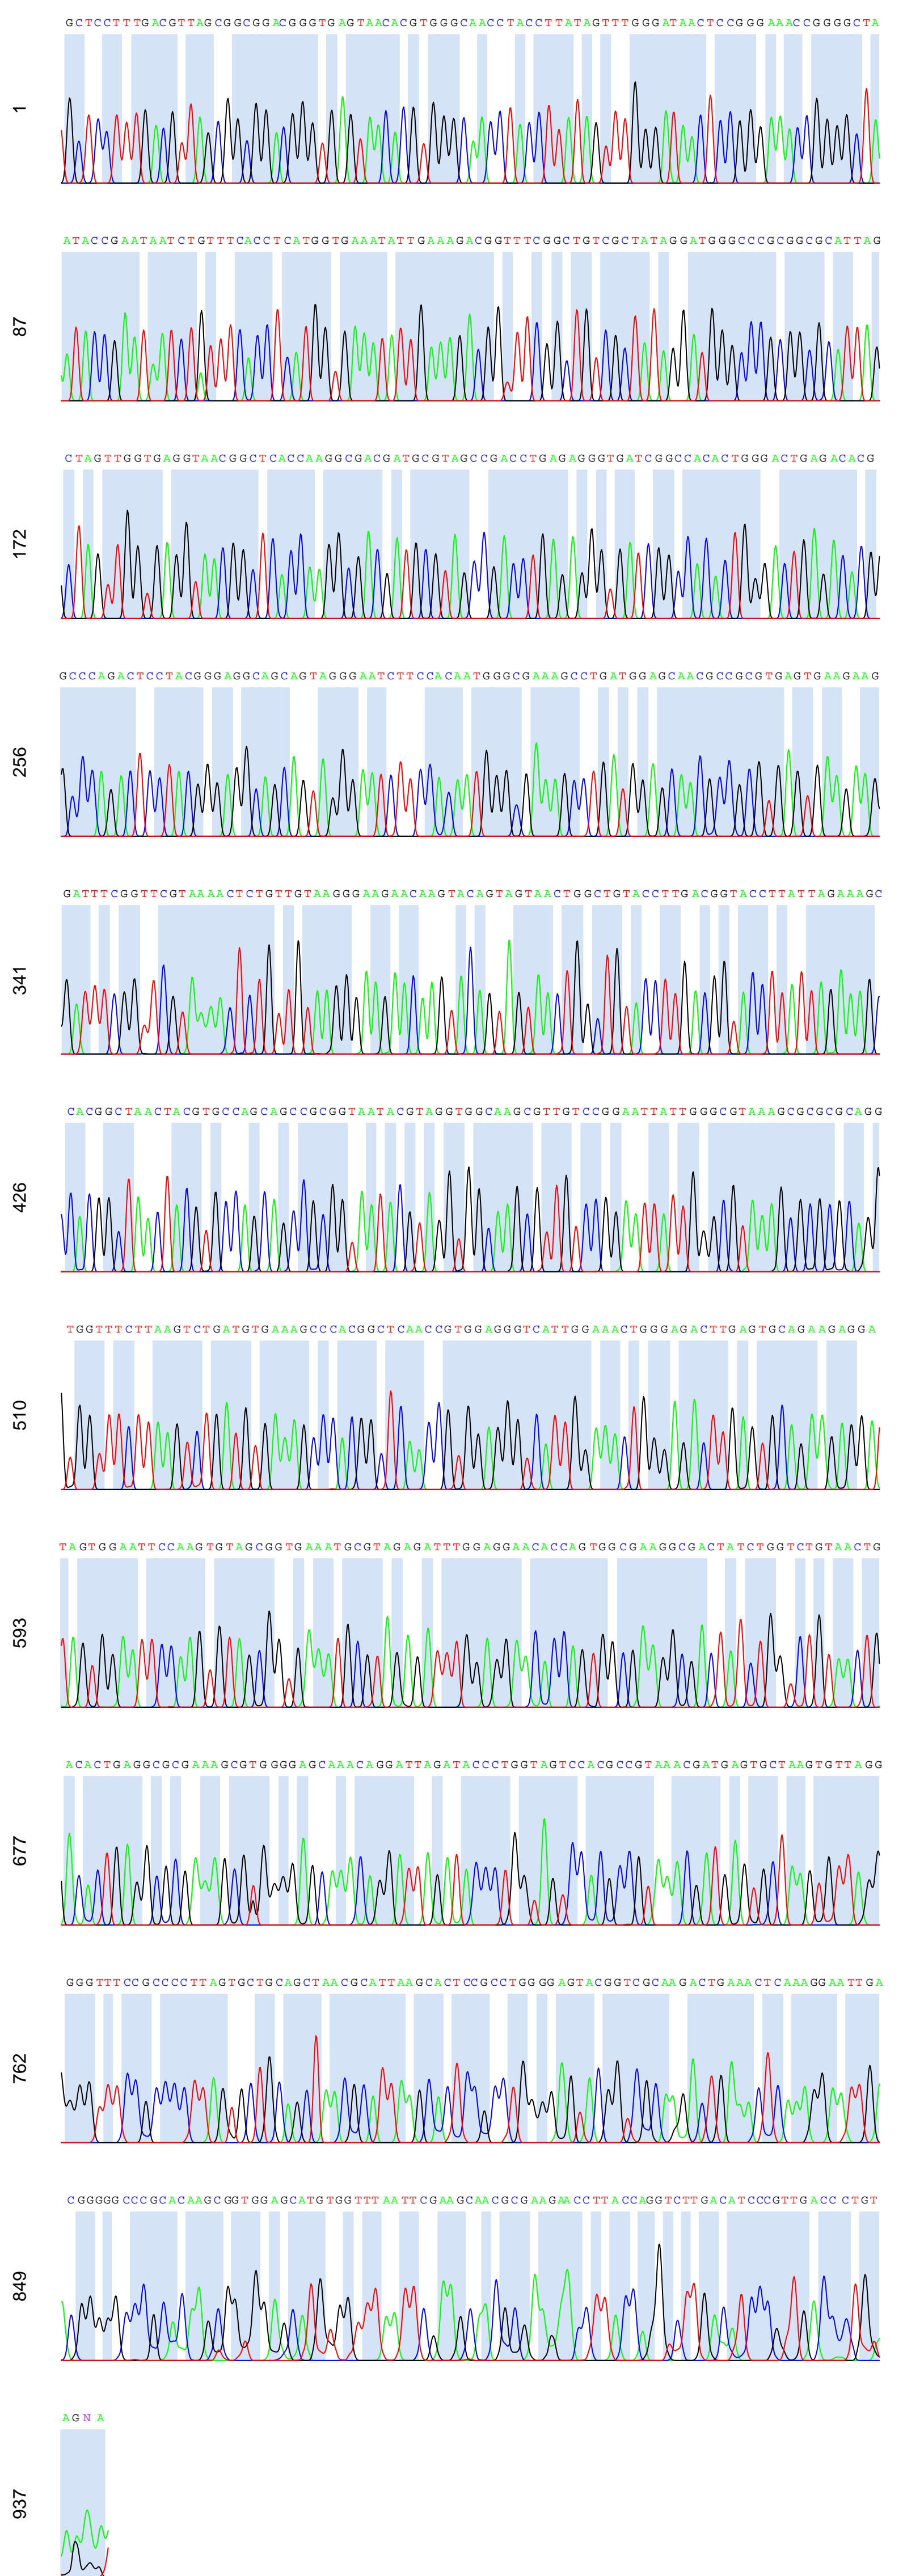 GCTCCTTTGACGTTAGCGGCGGACGGGTGAGTAACACGTGGGCAACCTACCTTATAGTTTGGGATAACTCCGGGAAACCGGGGCTA
1
ATACCGAATAATCTGTTTCACCTCATGGTGAAATATTGAAAGACGGTTTCGGCTGTCGCTATAGGATGGGCCCGCGGCGCATTAG
87
CTAGTTGGTGAGGTAACGGCTCACCAAGGCGACGATGCGTAGCCGACCTGAGAGGGTGATCGGCCACACTGGGACTGAGACACG
172
GCCCAGACTCCTACGGGAGGCAGCAGTAGGGAATCTTCCACAATGGGCGAAAGCCTGATGGAGCAACGCCGCGTGAGTGAAGAAG
256
GATTTCGGTTCGTAAAACTCTGTTGTAAGGGAAGAACAAGTACAGTAGTAACTGGCTGTACCTTGACGGTACCTTATTAGAAAGC
341
CACGGCTAACTACGTGCCAGCAGCCGCGGTAATACGTAGGTGGCAAGCGTTGTCCGGAATTATTGGGCGTAAAGCGCGCGCAGG
426
TGGTTTCTTAAGTCTGATGTGAAAGCCCACGGCTCAACCGTGGAGGGTCATTGGAAACTGGGAGACTTGAGTGCAGAAGAGGA
510
TAGTGGAATTCCAAGTGTAGCGGTGAAATGCGTAGAGATTTGGAGGAACACCAGTGGCGAAGGCGACTATCTGGTCTGTAACTG
593
ACACTGAGGCGCGAAAGCGTGGGGAGCAAACAGGATTAGATACCCTGGTAGTCCACGCCGTAAACGATGAGTGCTAAGTGTTAGG
677
GGGTTTCCGCCCCTTAGTGCTGCAGCTAACGCATTAAGCACTCCGCCTGGGGAGTACGGTCGCAAGACTGAAACTCAAAGGAATTGA
762
CGGGGGCCCGCACAAGCGGTGGAGCATGTGGTTTAATTCGAAGCAACGCGAAGAACCTTACCAGGTCTTGACATCCCGTTGACCCTGT
849
AGNA
937